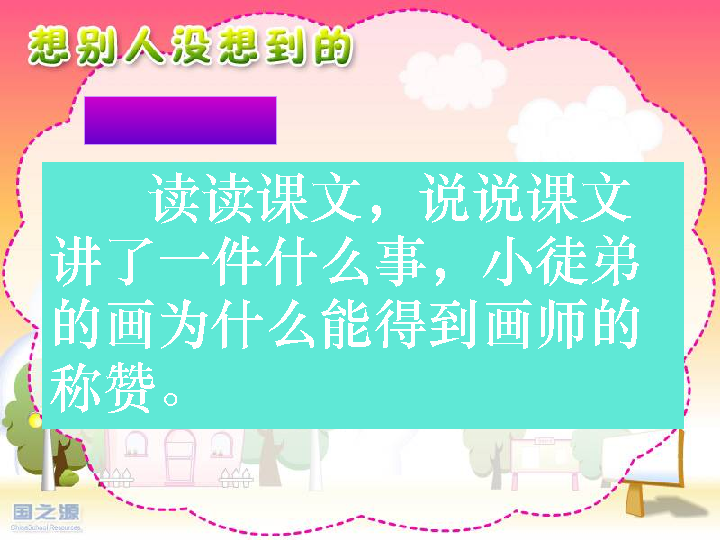 想别人没想到的
读读课文，说说课文
讲了一件什么事，小徒弟
的画为什么能得到画师的
称赞。
国之源
ChinaSchool Resources